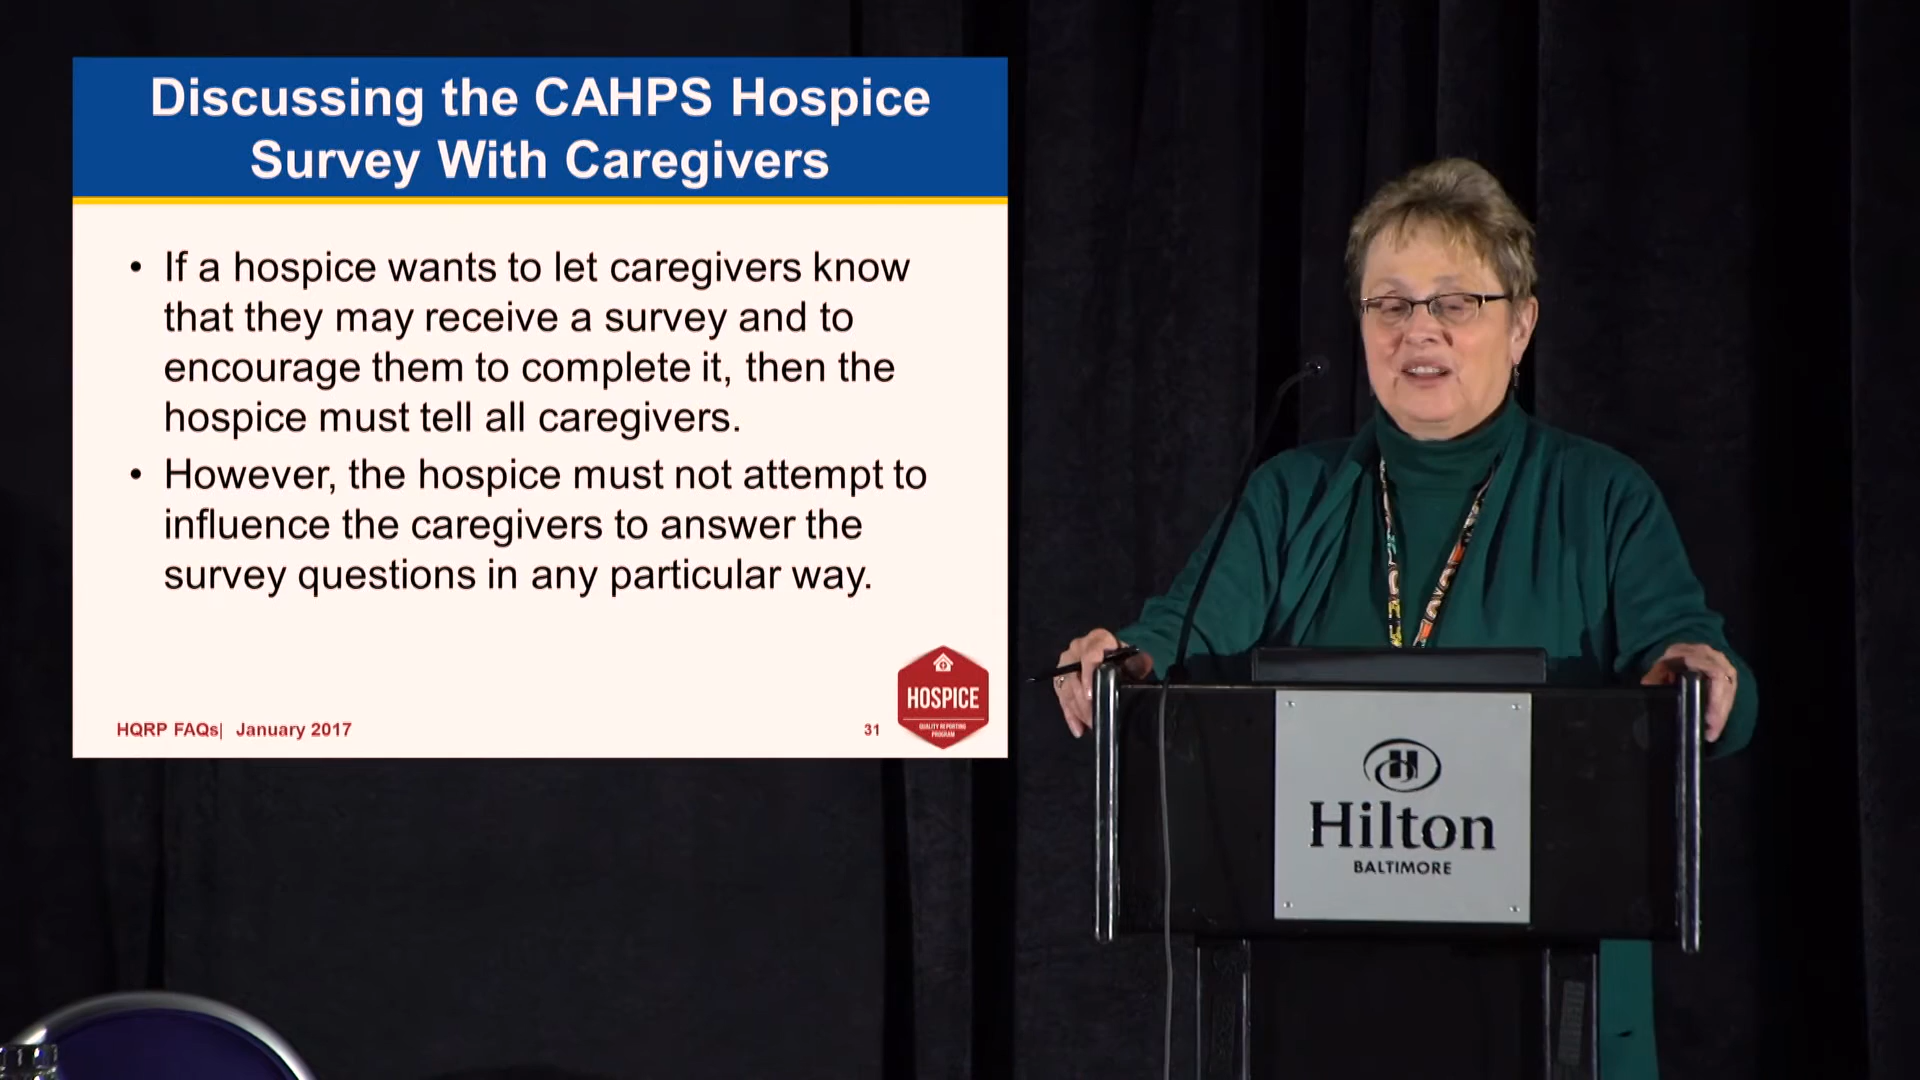 Discussing the CAHPS Hospice
Survey With Caregivers
• If a hospice wants to let caregivers know
that they may receive a survey and to
encourage them to complete it, then the
hospice must tell all caregivers.
• However, the hospice must not attempt to
influence the caregivers to answer the
survey questions in any particular way.
HQRP FAQs| January 2017
31
HOSPICE
QUALITY REPORTING
PROGRAM
Hilton
BALTIMORE